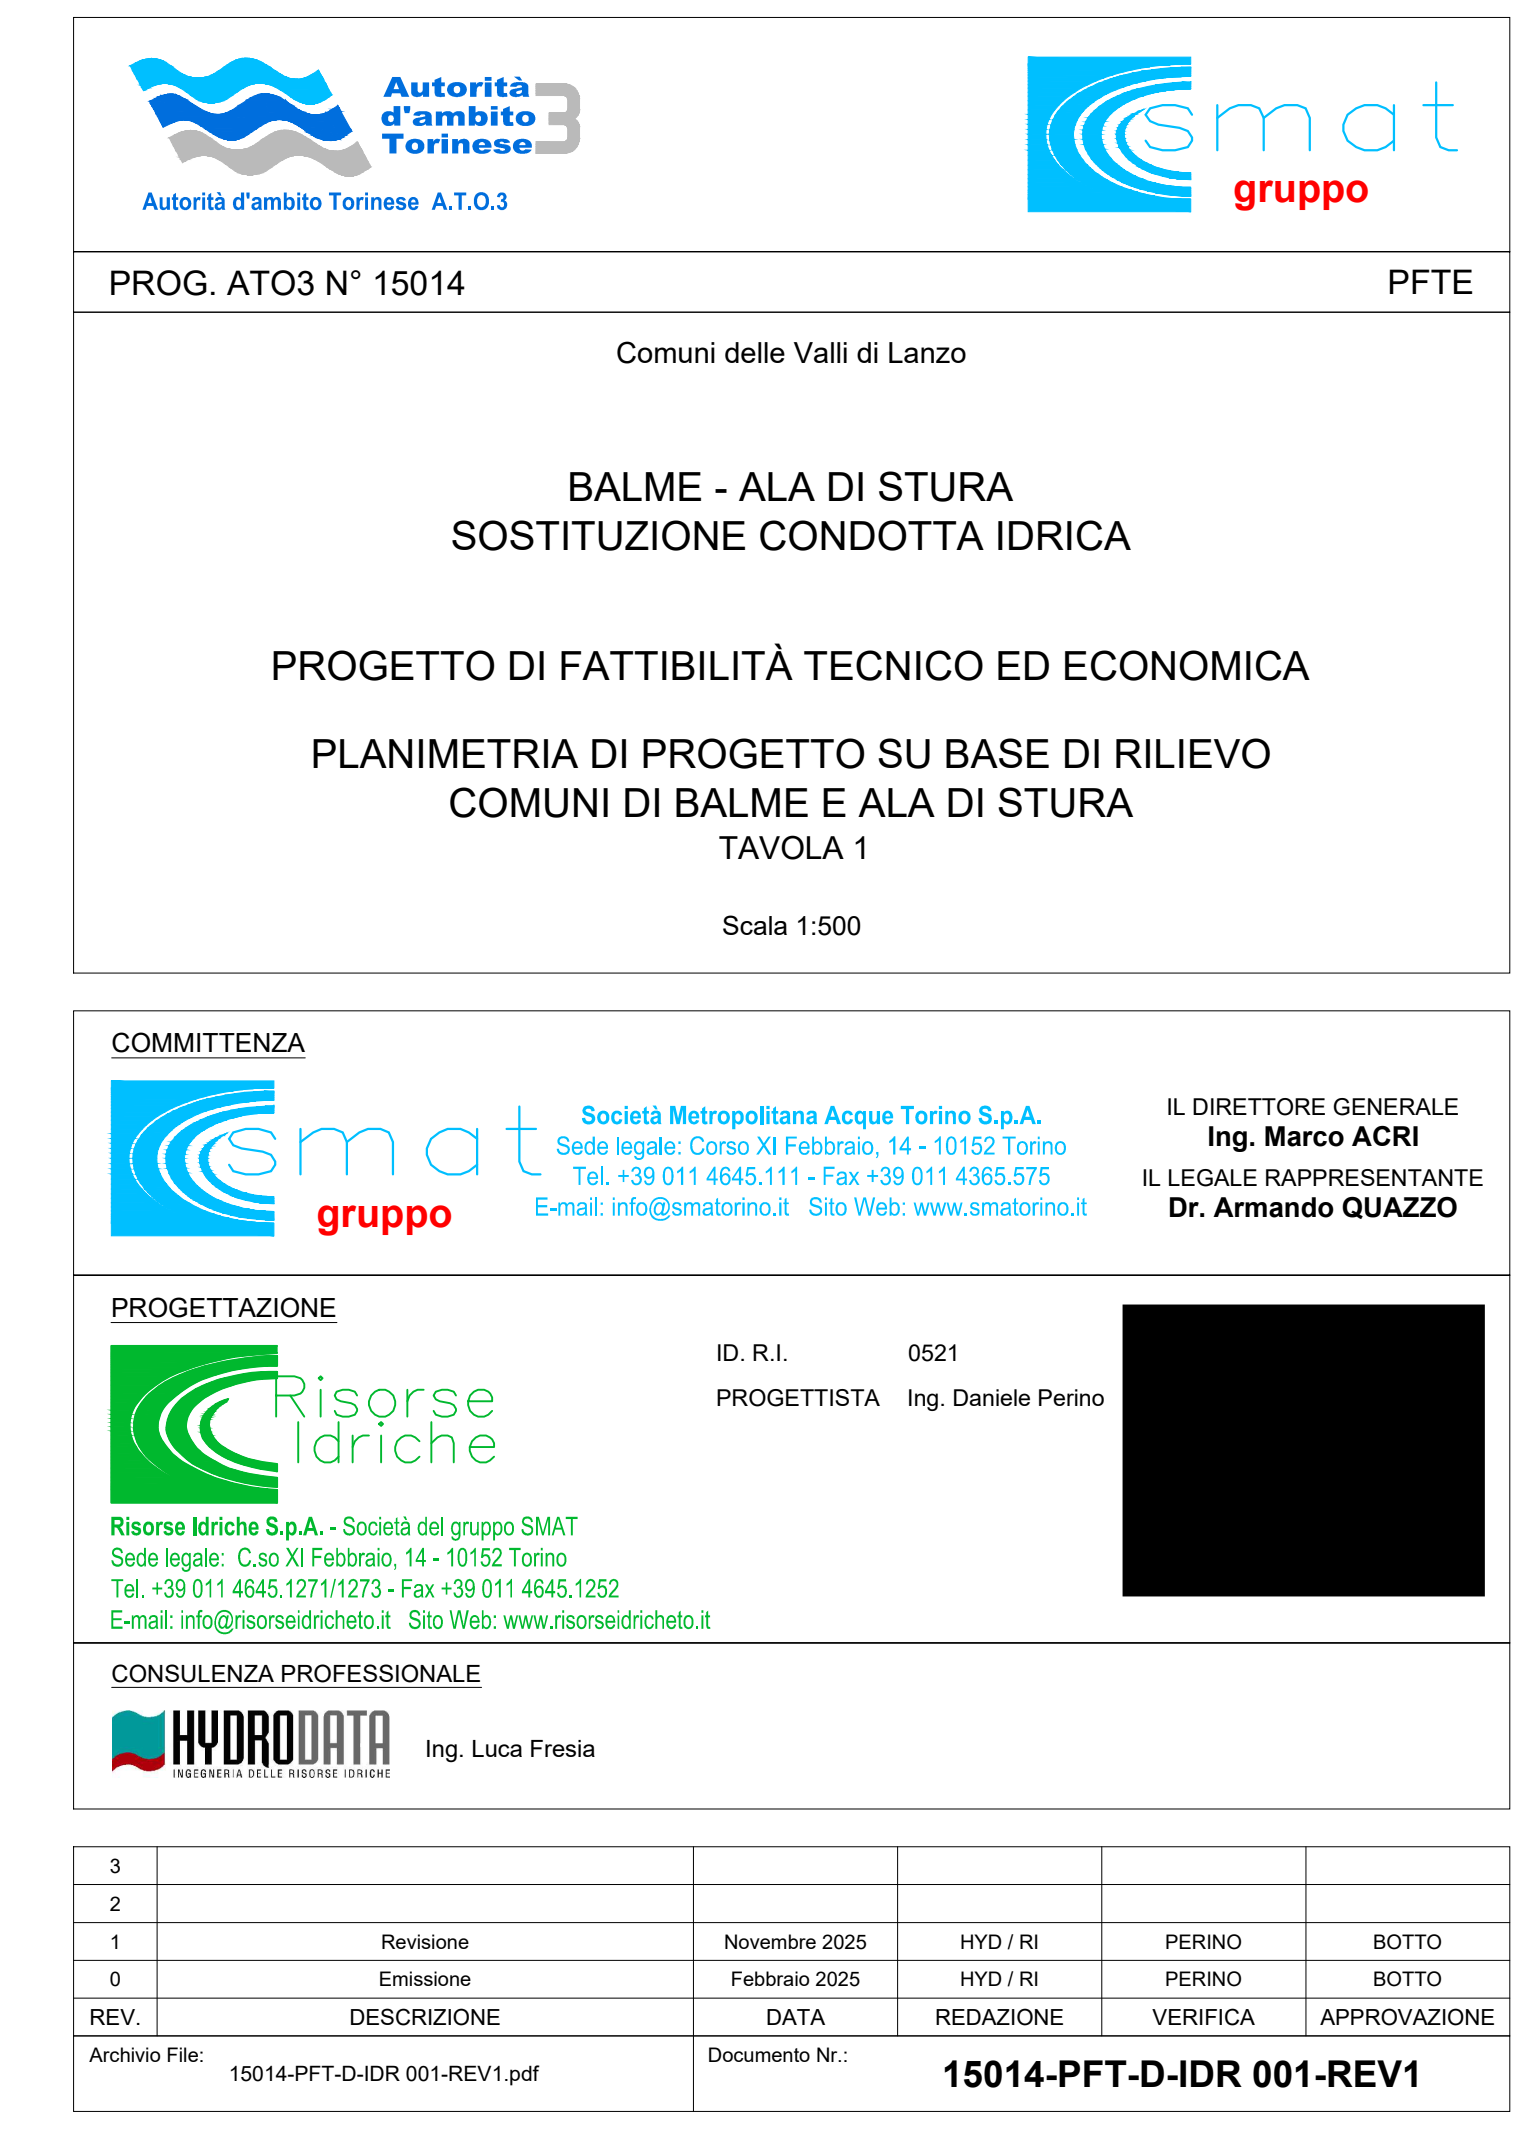 Autorità
d'ambito
Torinese
3
Autorità d'ambito Torinese A.T.O.3
smat
gruppo
PROG. ATO3 N° 15014 PFTE
Comuni delle Valli di Lanzo
BALME - ALA DI STURA
SOSTITUZIONE CONDOTTA IDRICA
PROGETTO DI FATTIBILITÀ TECNICO ED ECONOMICA
PLANIMETRIA DI PROGETTO SU BASE DI RILIEVO
COMUNI DI BALME E ALA DI STURA
TAVOLA 1
Scala 1:500
COMMITTENZA
smat
gruppo
Società Metropolitana Acque Torino S.p.A.
Sede legale: Corso XI Febbraio, 14 - 10152 Torino
Tel. +39 011 4645.111 - Fax +39 011 4365.575
E-mail: info@smatorino.it Sito Web: www.smatorino.it
IL DIRETTORE GENERALE
Ing. Marco ACRI
IL LEGALE RAPPRESENTANTE
Dr. Armando QUAZZO
PROGETTAZIONE
Risorse
Idriche
ID. R.I. 0521
PROGETTISTA Ing. Daniele Perino
Risorse Idriche S.p.A. - Società del gruppo SMAT
Sede legale: C.so XI Febbraio, 14 - 10152 Torino
Tel. +39 011 4645.1271/1273 - Fax +39 011 4645.1252
E-mail: info@risorseidricheto.it Sito Web: www.risorseidricheto.it
CONSULENZA PROFESSIONALE
HYDRODATA
INGEGNERIA DELLE RISORSE IDRICHE
Ing. Luca Fresia
3
2
1 Revisione Novembre 2025 HYD / RI PERINO BOTTO
0 Emissione Febbraio 2025 HYD / RI PERINO BOTTO
REV. DESCRIZIONE DATA REDAZIONE VERIFICA APPROVAZIONE
Archivio File: 15014-PFT-D-IDR 001-REV1.pdf
Documento Nr.: 15014-PFT-D-IDR 001-REV1